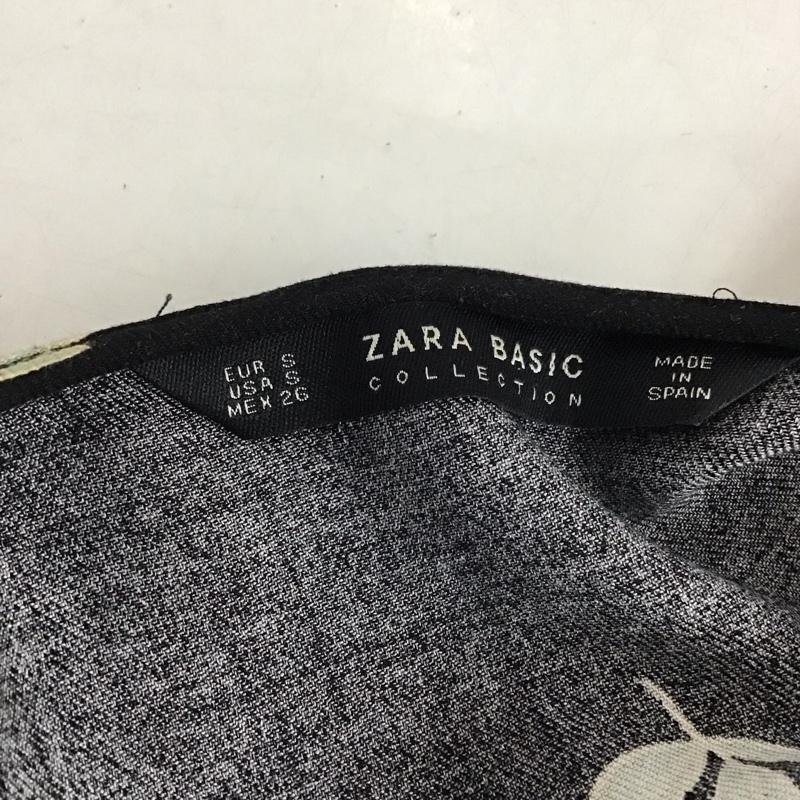 EUR S
USA S
MEX 26
ZARA BASIC
COLLECTION
MADE
IN
SPAIN